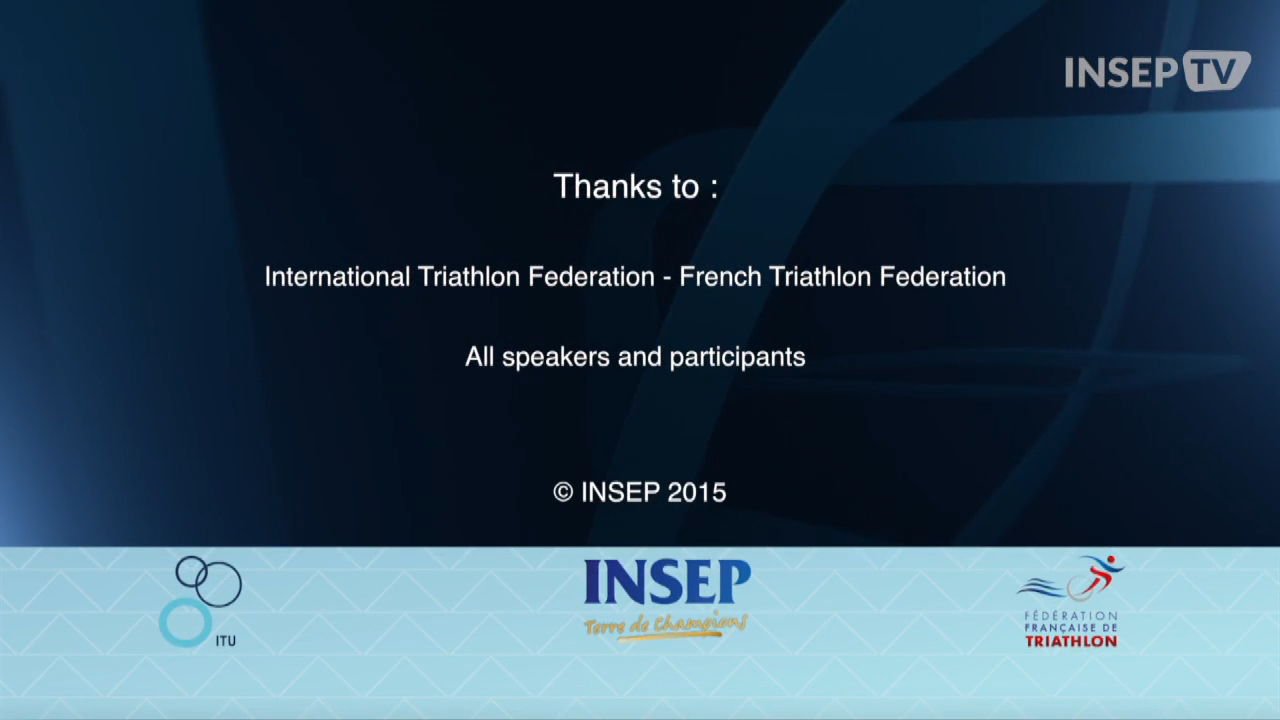 INSEP TV
Thanks to :
International Triathlon Federation - French Triathlon Federation
All speakers and participants
© INSEP 2015
ITU
INSEP
Terre de Champions
FÉDÉRATION
FRANÇAISE DE
TRIATHLON